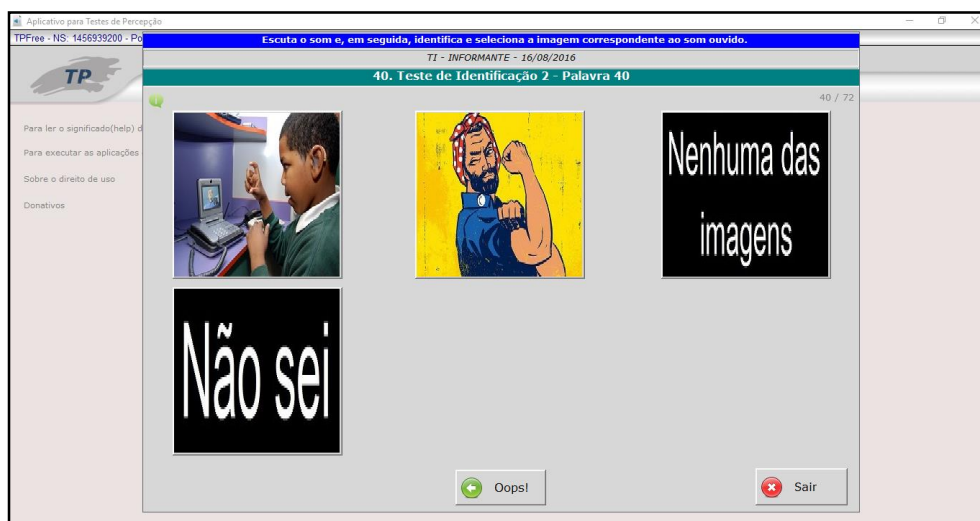 Aplicativo para Testes de Percepção
TPFree - NS: 1456939200 - Po
Escuta o som e, em seguida, identifica e seleciona a imagem correspondente ao som ouvido.
TI - INFORMANTE - 16/08/2016
40. Teste de Identificação 2 - Palavra 40
40 / 72
TP
Para ler o significado(help) d
Para executar as aplicações
Sobre o direito de uso
Donativos
Nenhuma das
imagens
Não sei
Oops!
Sair